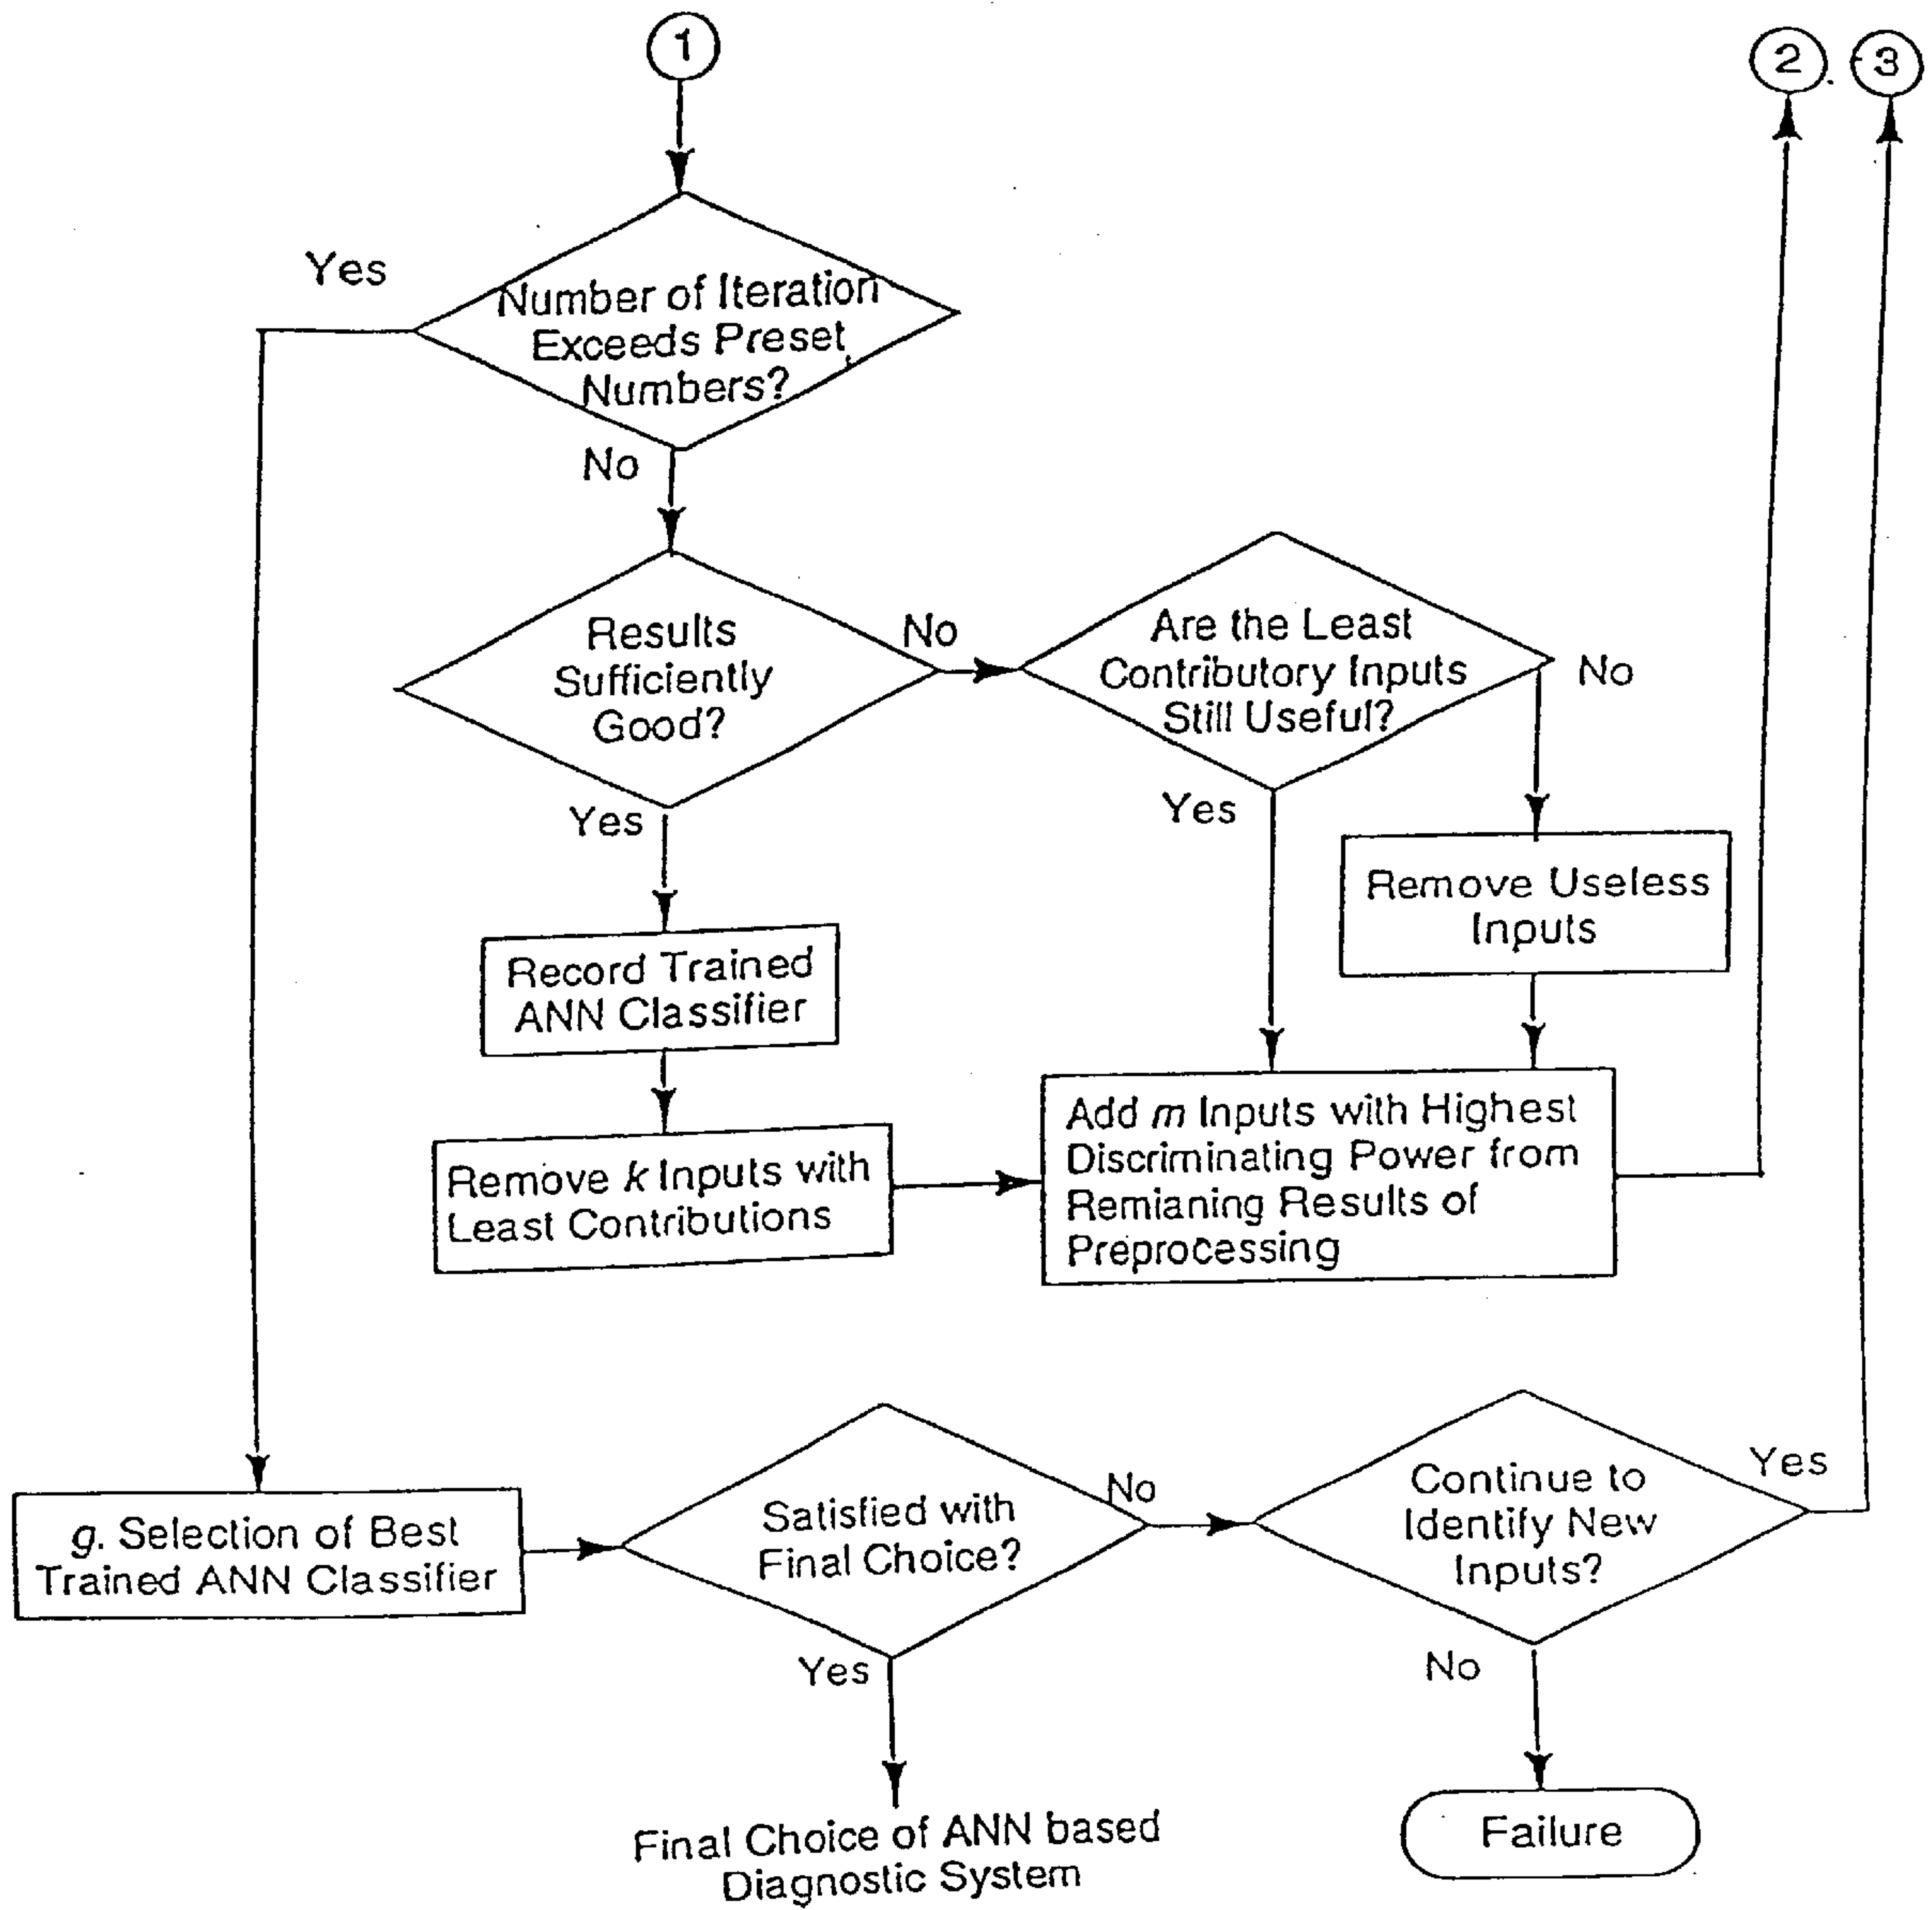 1
2
3
Yes
Number of Iteration
Exceeds Preset
Numbers?
No
Results
Sufficiently
Good?
No
Are the Least
Contributory Inputs
Still Useful?
No
Yes
Yes
Remove Useless
Inputs
Record Trained
ANN Classifier
Remove k Inputs with
Least Contributions
Add m Inputs with Highest
Discriminating Power from
Remianing Results of
Preprocessing
g. Selection of Best
Trained ANN Classifier
Satisfied with
Final Choice?
No
Continue to
Identify New
Inputs?
Yes
Yes
No
Final Choice of ANN based
Diagnostic System
Failure